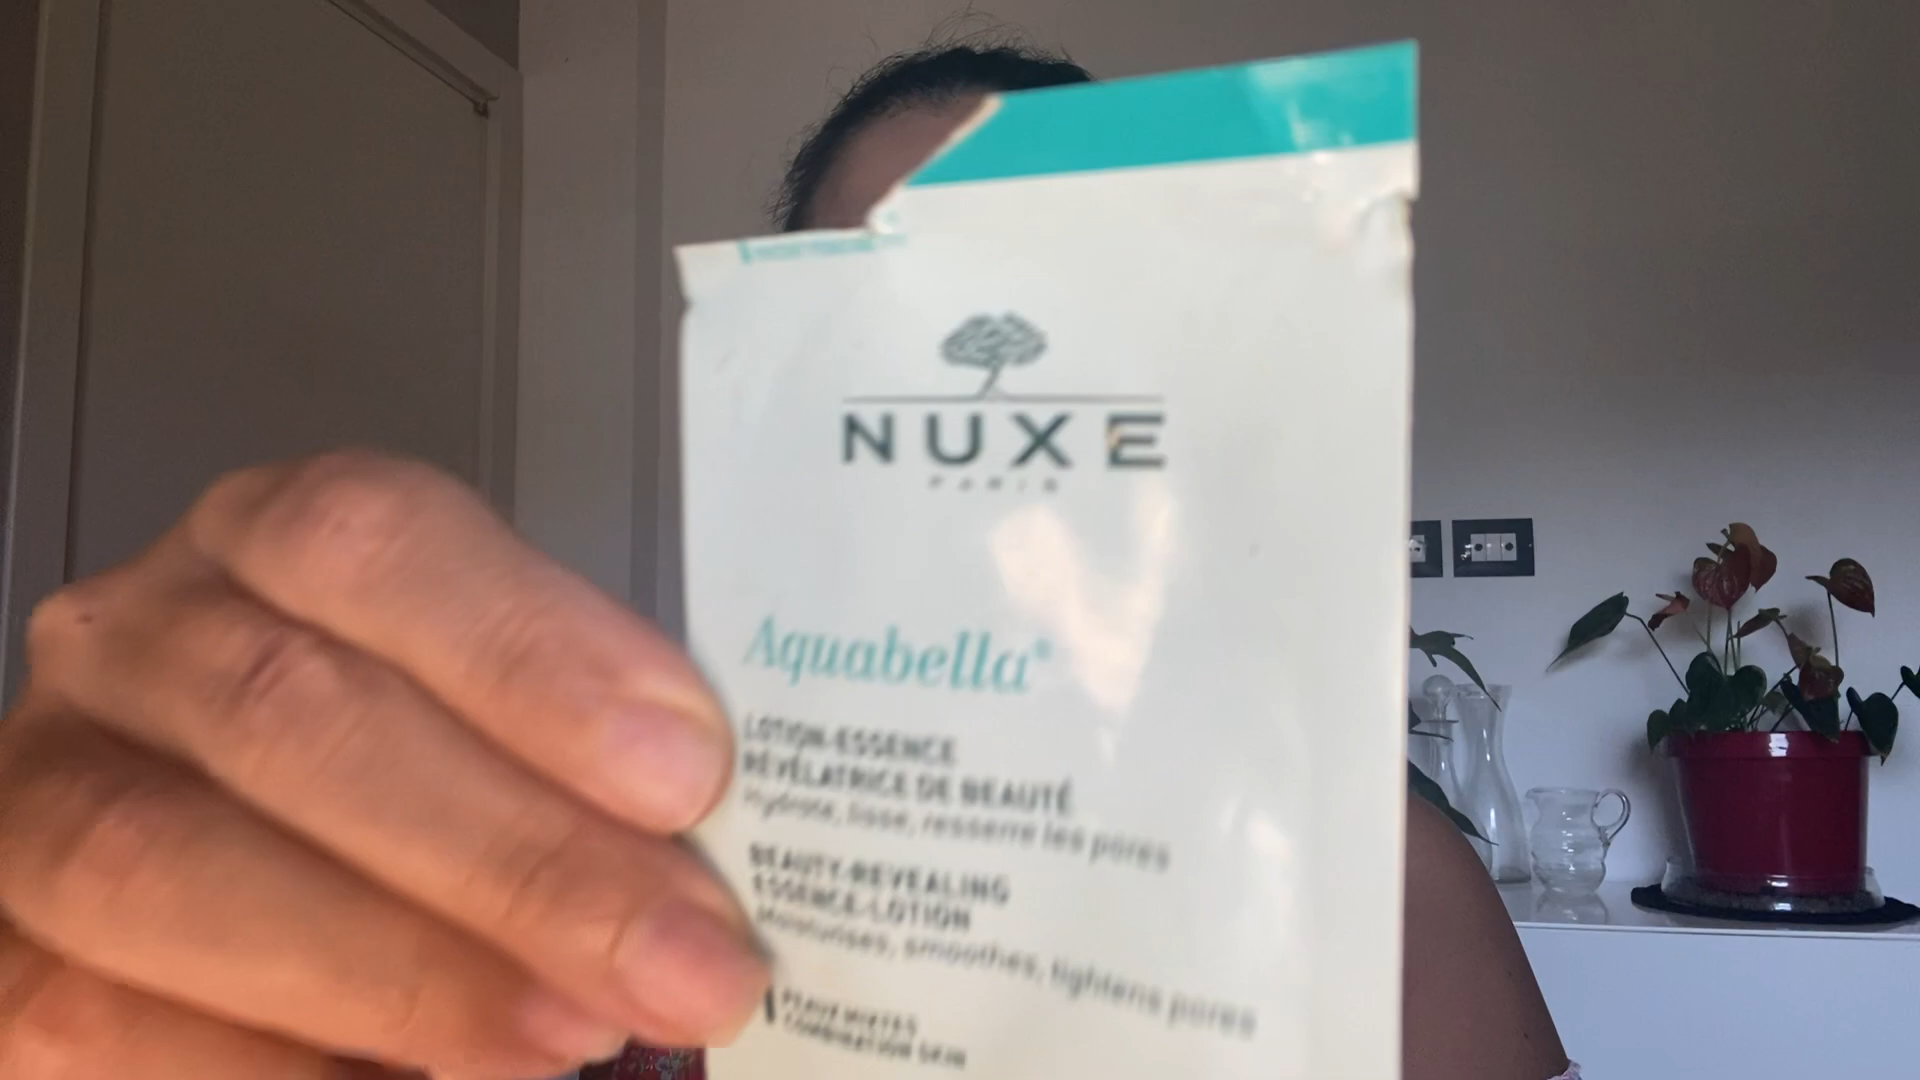 NUXE
PARIS
Aquabella®
LOTION-ESSENCE
RÉVÉLATRICE DE BEAUTÉ
Hydrate, lisse, resserre les pores
BEAUTY-REVEALING
ESSENCE-LOTION
Moisturises, smoothes, tightens pores
PEAUX MIXTES
COMBINATION SKIN